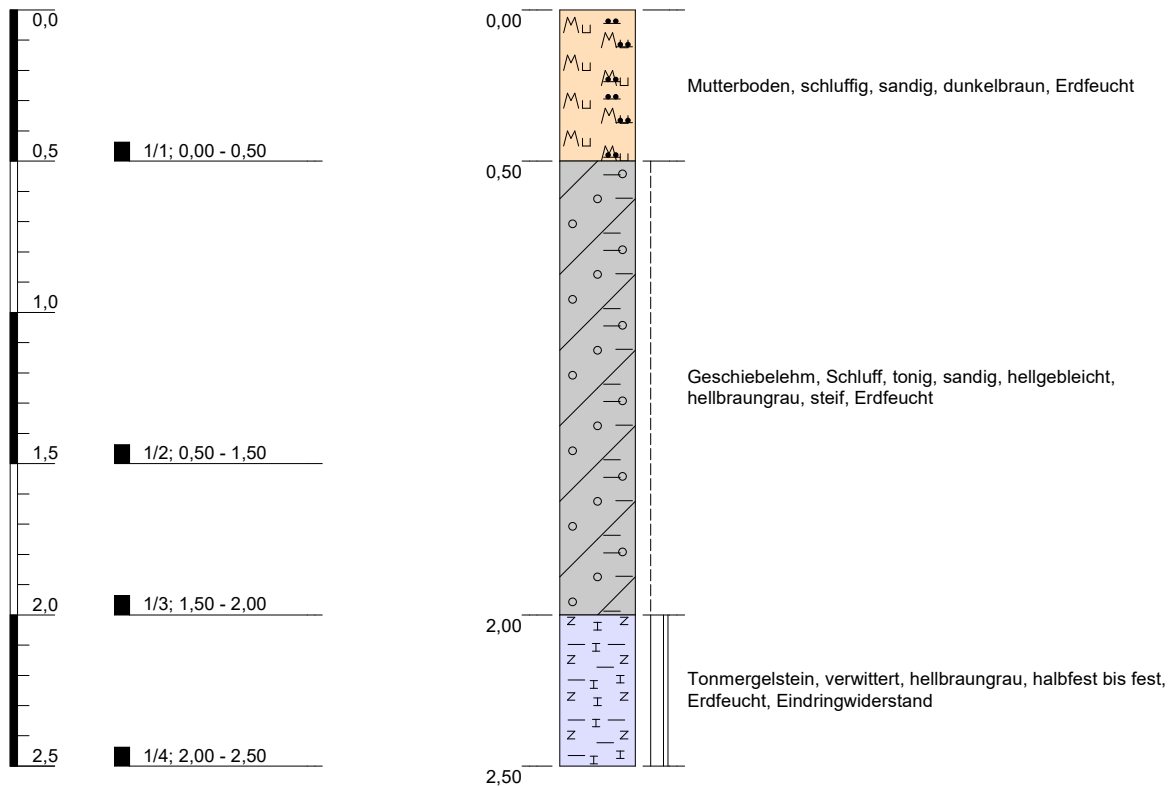 0,0
0,00
Mutterboden, schluffig, sandig, dunkelbraun, Erdfeucht
0,5
1/1; 0,00 - 0,50
0,50
1,0
Geschiebelehm, Schluff, tonig, sandig, hellgebleicht,
hellbraungrau, steif, Erdfeucht
1,5
1/2; 0,50 - 1,50
2,0
1/3; 1,50 - 2,00
2,00
Tonmergelstein, verwittert, hellbraungrau, halbfest bis fest,
Erdfeucht, Eindringwiderstand
2,5
1/4; 2,00 - 2,50
2,50